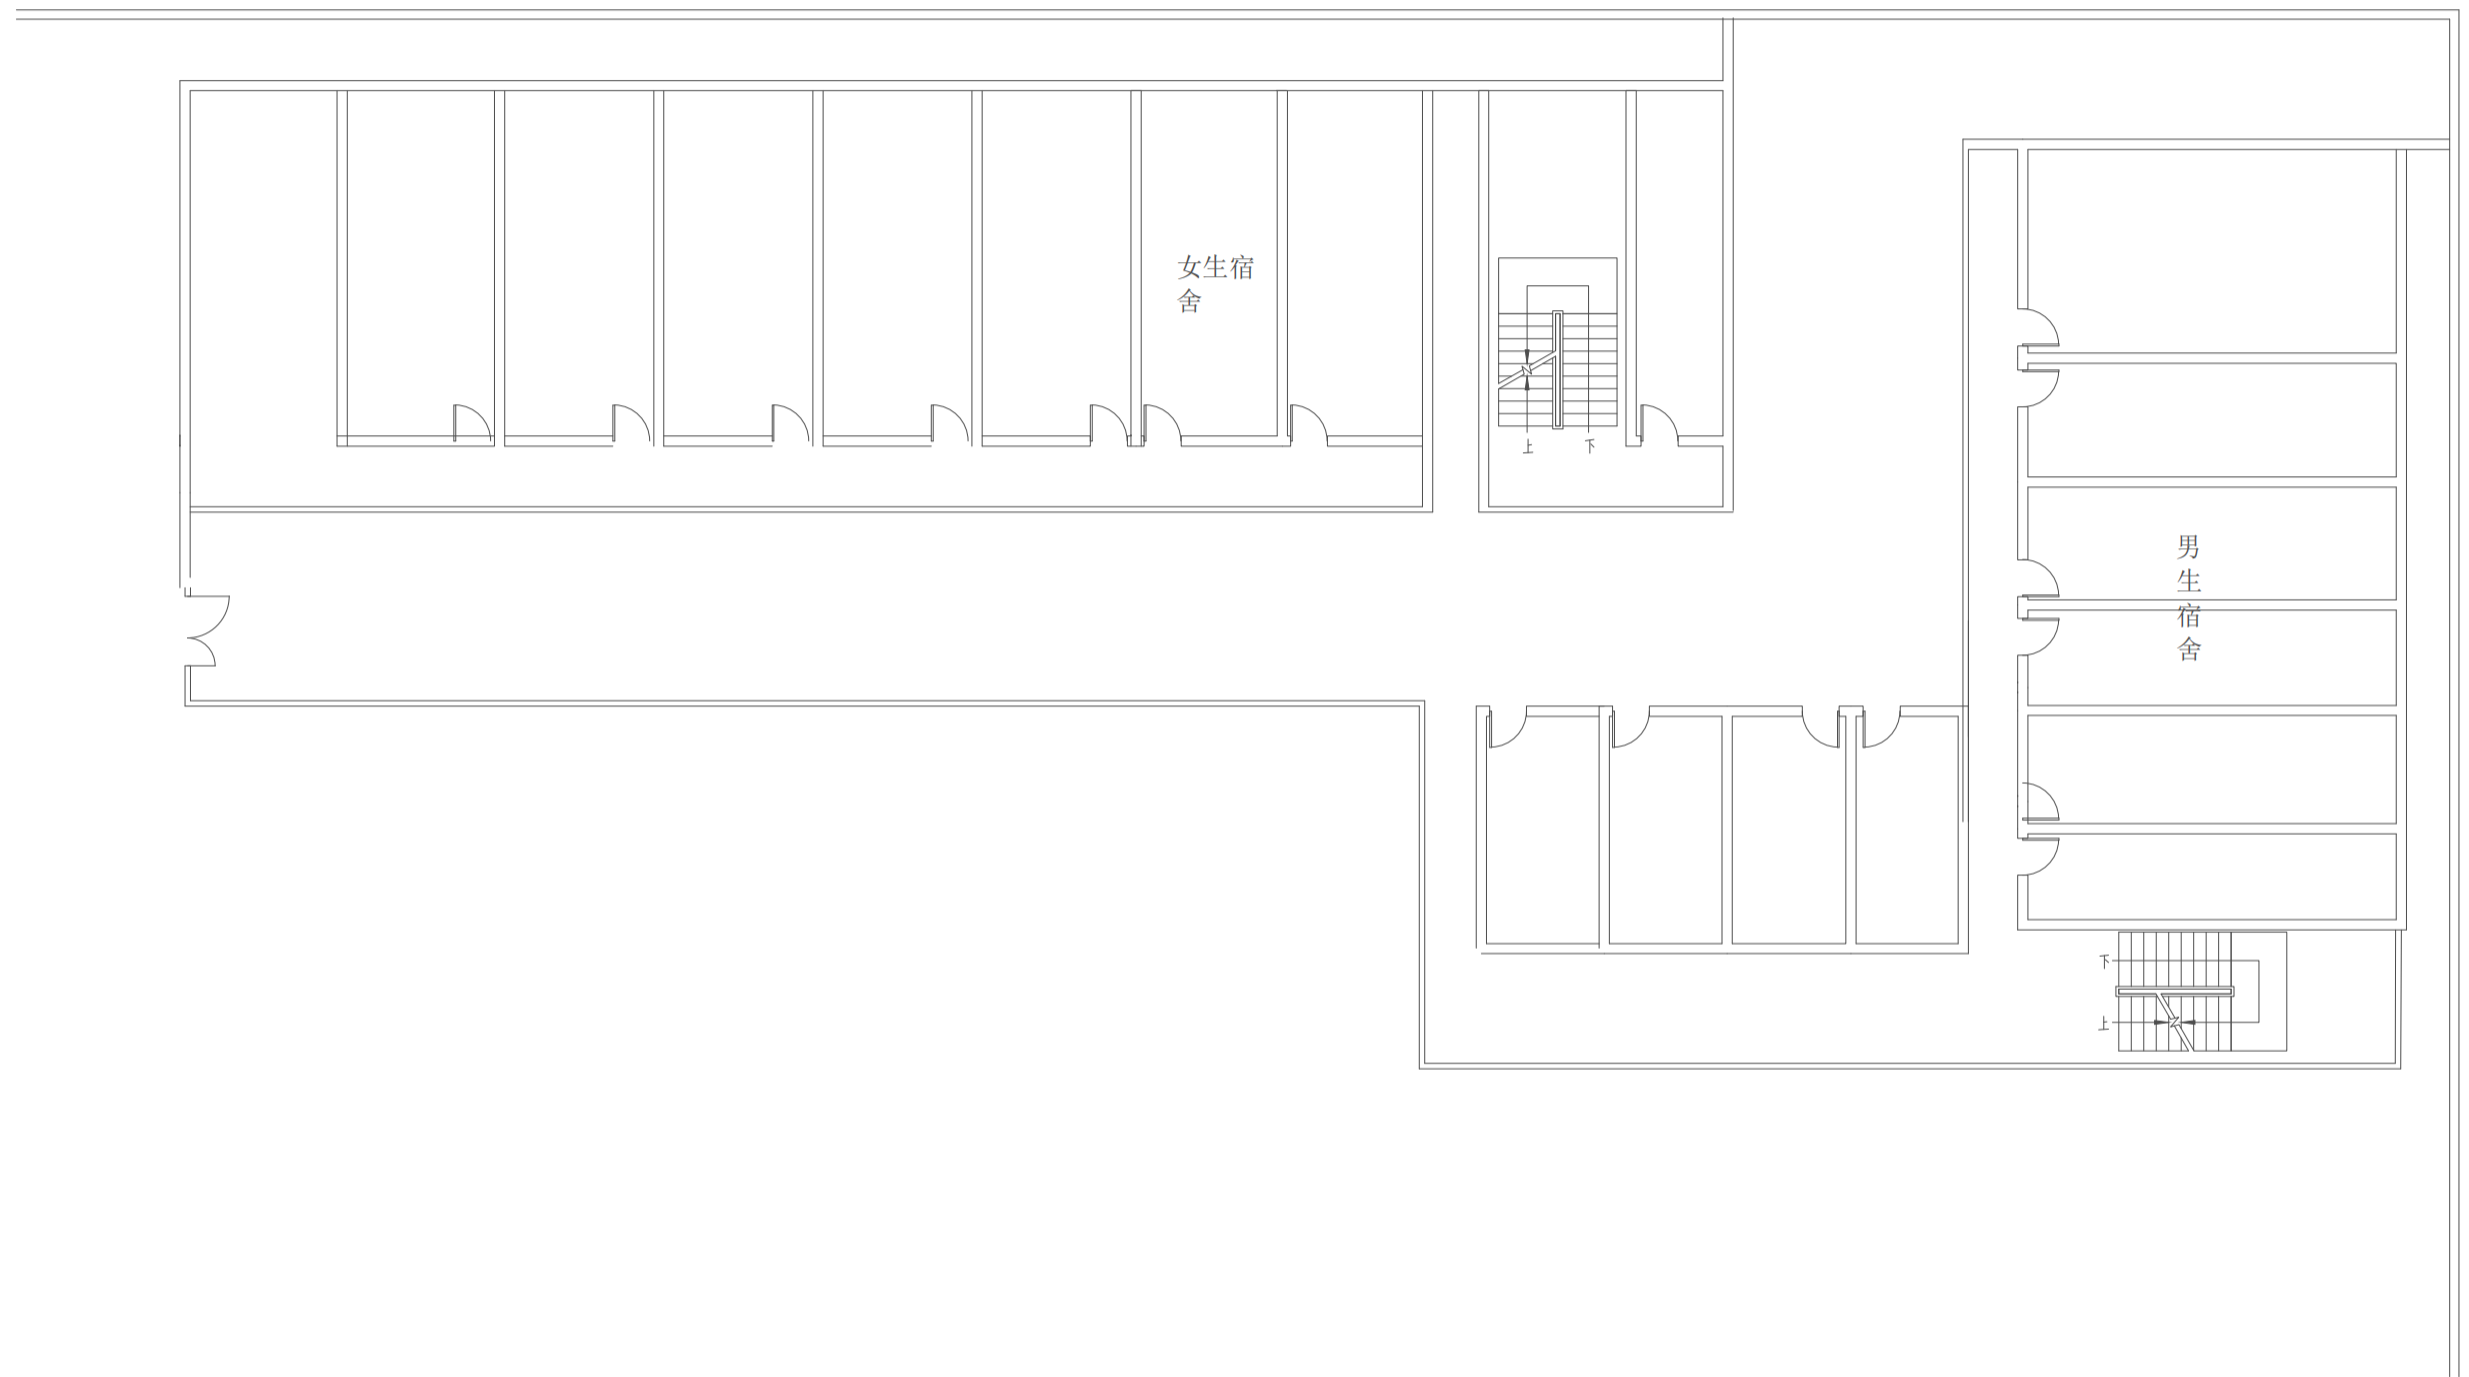 女生宿
舍
上
下
男
生
宿
舍
下
上